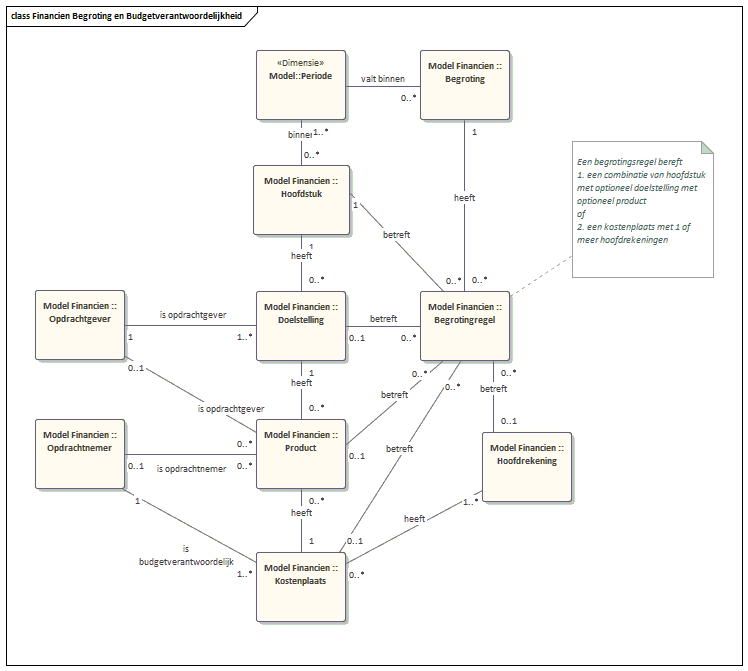 class Financien Begroting en Budgetverantwoordelijkheid
«Dimensie»
Model::Periode
valt binnen
0..*
Model Financien ::
Begroting
binnen
1..*
0..*
1
heeft
Een begrotingsregel bereft
1. een combinatie van hoofdstuk
met optioneel doelstelling met
optioneel product
of
2. een kostenplaats met 1 of
meer hoofdrekeningen
Model Financien ::
Hoofdstuk
1
betreft
1
heeft
0..*
0..*
0..*
Model Financien ::
Opdrachtgever
is opdrachtgever
1
1..*
Model Financien ::
Doelstelling
betreft
0..1
0..*
Model Financien ::
Begrotingregel
0..1
is opdrachtgever
1
heeft
0..*
0..*
betreft
0..*
betreft
0..*
betreft
0..1
Model Financien ::
Opdrachtnemer
0..*
0..1
is opdrachtnemer
0..*
Model Financien ::
Product
0..1
betreft
Model Financien ::
Hoofdrekening
1
is
budgetverantwoordelijk
1..*
0..*
heeft
1
0..1
heeft
1..*
0..*
Model Financien ::
Kostenplaats